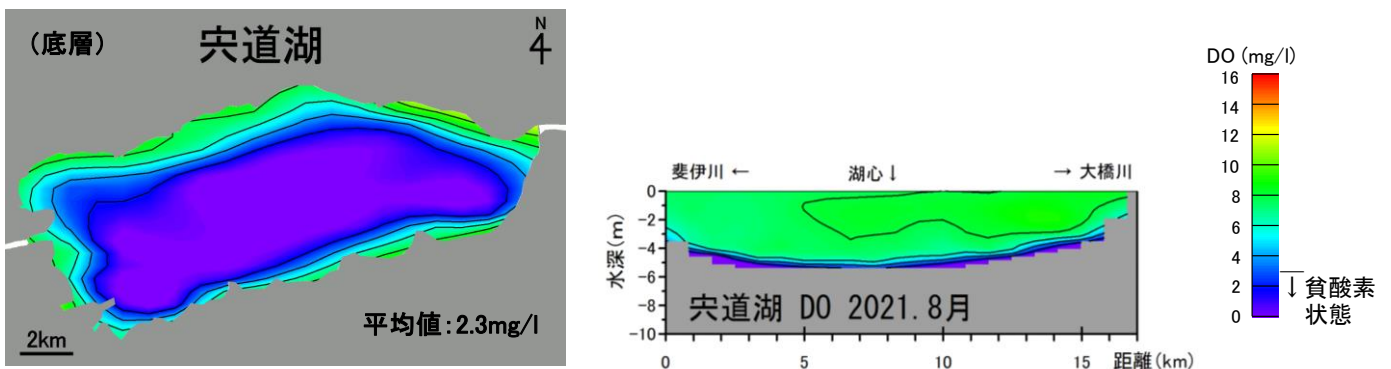 (底層)
宍道湖
N
平均値:2.3mg/l
2km
斐伊川 ←
湖心↓
→ 大橋川
水深(m)
0
-2
-4
-6
-8
-10
宍道湖 DO 2021.8月
0
5
10
15
距離(km)
DO (mg/l)
16
14
12
10
8
6
4
2
0
↓ 貧酸素
状態